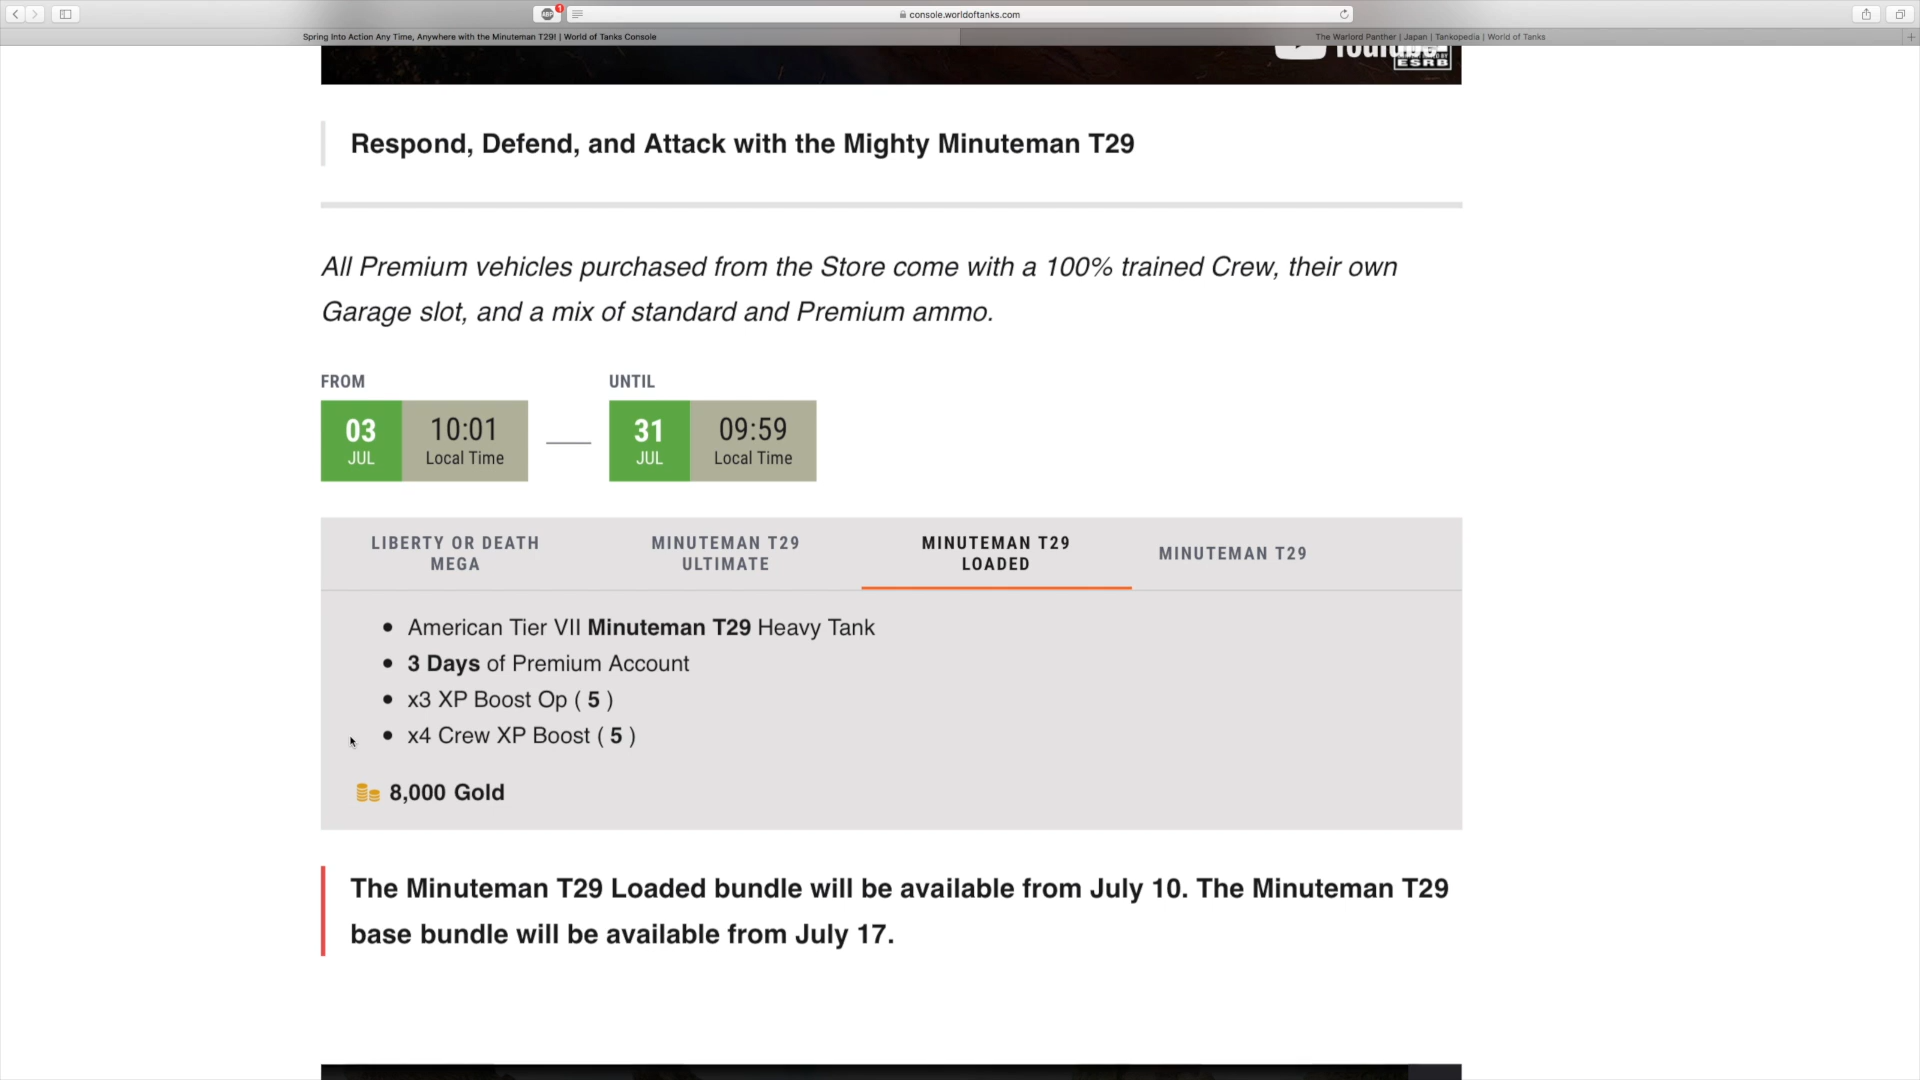 ABP
1
console.worldoftanks.com
Spring Into Action Any Time, Anywhere with the Minuteman T29! | World of Tanks Console
The Warlord Panther | Japan | Tankopedia | World of Tanks
YouTube
ESRB
Respond, Defend, and Attack with the Mighty Minuteman T29
All Premium vehicles purchased from the Store come with a 100% trained Crew, their own
Garage slot, and a mix of standard and Premium ammo.
FROM
03
JUL
10:01
Local Time
UNTIL
31
JUL
09:59
Local Time
LIBERTY OR DEATH
MEGA
MINUTEMAN T29
ULTIMATE
MINUTEMAN T29
LOADED
MINUTEMAN T29
• American Tier VII Minuteman T29 Heavy Tank
• 3 Days of Premium Account
• x3 XP Boost Op ( 5 )
• x4 Crew XP Boost ( 5 )
8,000 Gold
The Minuteman T29 Loaded bundle will be available from July 10. The Minuteman T29
base bundle will be available from July 17.